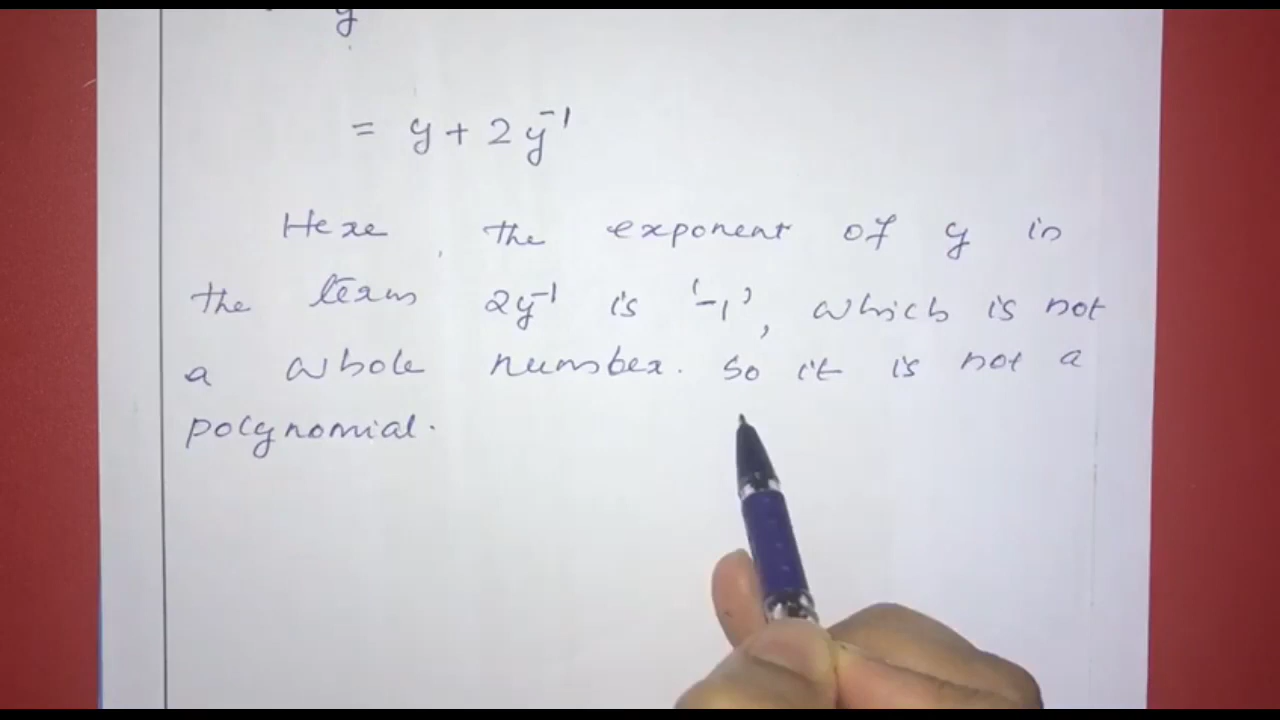 y
= y + 2y⁻¹
Here, the exponent of y in
the term 2y⁻¹ is '-1', which is not
a whole number. So it is not a
polynomial.